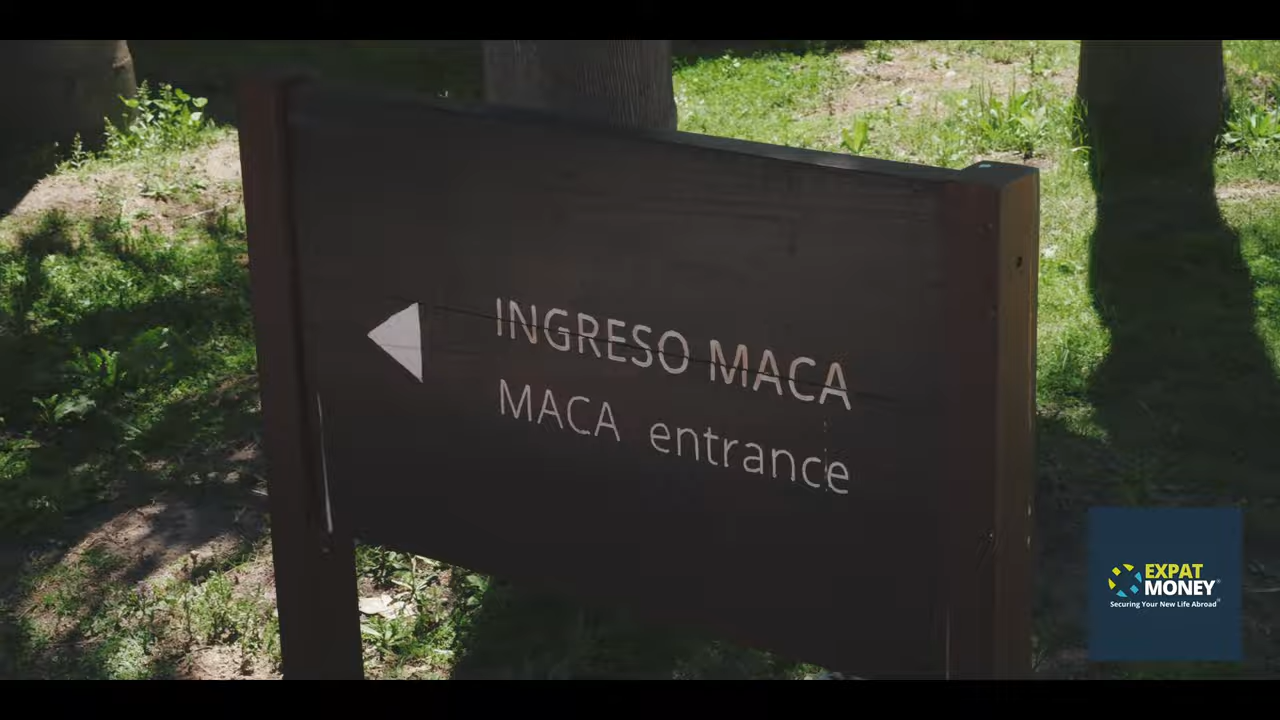 INGRESO MACA
MACA entrance
EXPAT
MONEY®
Securing Your New Life Abroad®